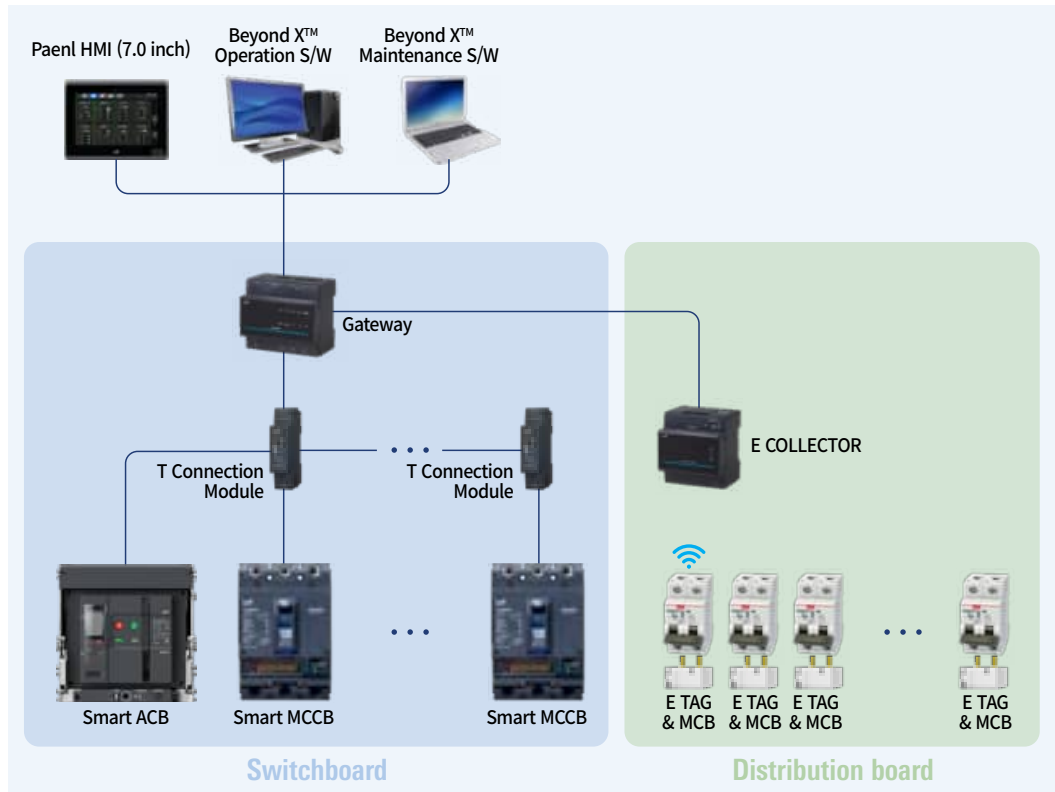 Paenl HMI (7.0 inch)
Beyond X™
Operation S/W
Beyond X™
Maintenance S/W
Gateway
T Connection
Module
T Connection
Module
E COLLECTOR
Smart ACB
Smart MCCB
Smart MCCB
E TAG
& MCB
E TAG
& MCB
E TAG
& MCB
E TAG
& MCB
Switchboard
Distribution board